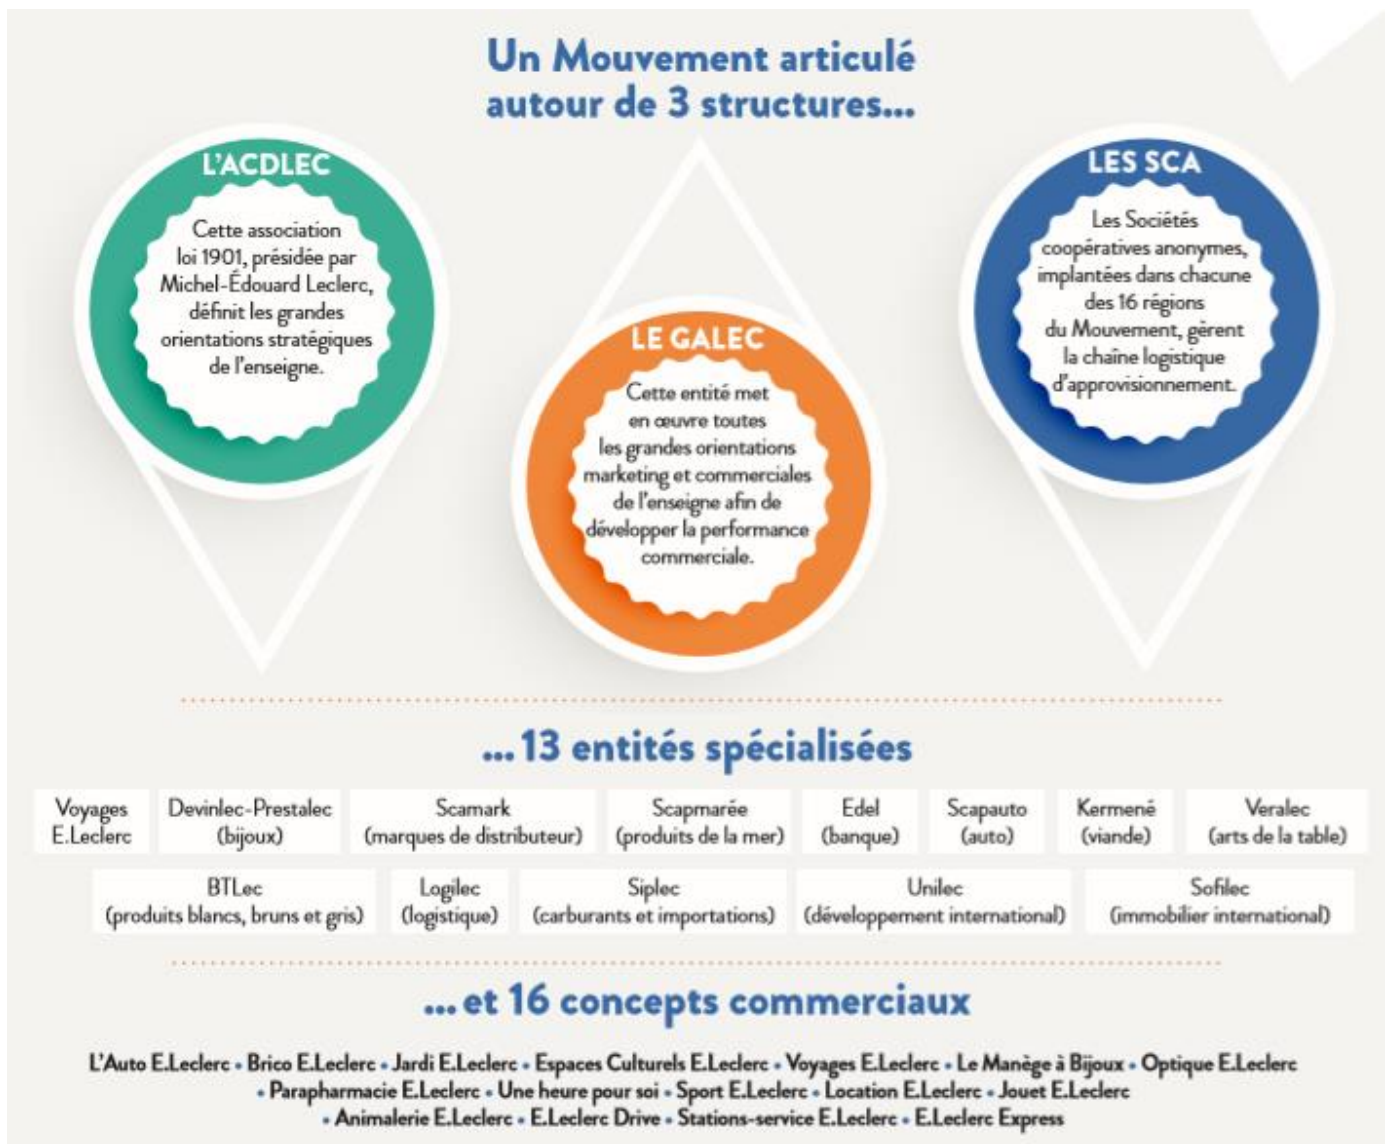 Un Mouvement articulé
autour de 3 structures...
L'ACDLEC
Cette association
loi 1901, présidée par
Michel-Édouard Leclerc,
définit les grandes
orientations stratégiques
de l'enseigne.
LE GALEC
Cette entité met
en œuvre toutes
les grandes orientations
marketing et commerciales
de l'enseigne afin de
développer la performance
commerciale.
LES SCA
Les Sociétés
coopératives anonymes,
implantées dans chacune
des 16 régions
du Mouvement, gèrent
la chaîne logistique
d'approvisionnement.
... 13 entités spécialisées
Voyages
E.Leclerc
Devinlec-Prestalec
(bijoux)
Scamark
(marques de distributeur)
Scapmarée
(produits de la mer)
Edel
(banque)
Scapauto
(auto)
Kermené
(viande)
Veralec
(arts de la table)
BTLec
(produits blancs, bruns et gris)
Logilec
(logistique)
Siplec
(carburants et importations)
Unilec
(développement international)
Sofilec
(immobilier international)
... et 16 concepts commerciaux
L'Auto E.Leclerc • Brico E.Leclerc • Jardi E.Leclerc • Espaces Culturels E.Leclerc • Voyages E.Leclerc • Le Manège à Bijoux • Optique E.Leclerc
• Parapharmacie E.Leclerc • Une heure pour soi • Sport E.Leclerc • Location E.Leclerc • Jouet E.Leclerc
• Animalerie E.Leclerc • E.Leclerc Drive • Stations-service E.Leclerc • E.Leclerc Express